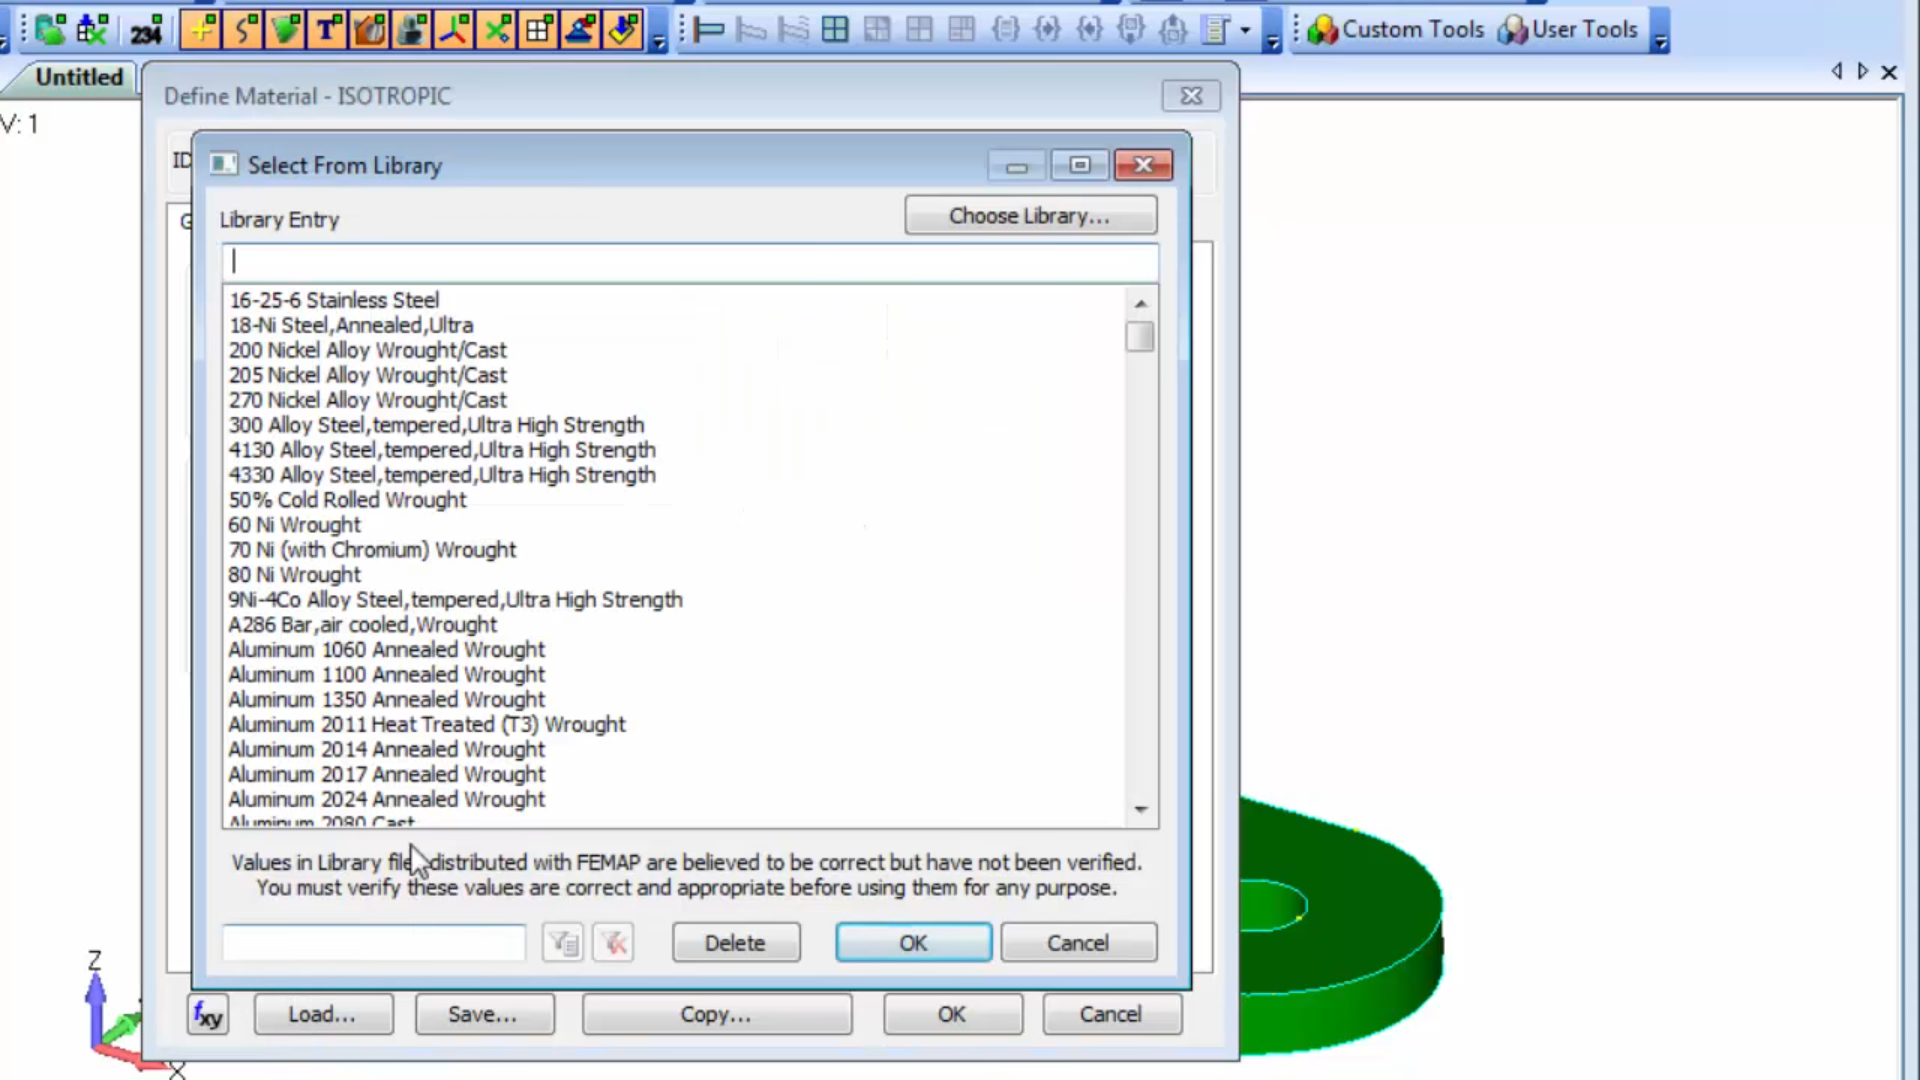 234
T
Custom Tools
User Tools
Untitled
V: 1
Define Material - ISOTROPIC
ID
Select From Library
G
Library Entry
Choose Library...
16-25-6 Stainless Steel
18-Ni Steel,Annealed,Ultra
200 Nickel Alloy Wrought/Cast
205 Nickel Alloy Wrought/Cast
270 Nickel Alloy Wrought/Cast
300 Alloy Steel,tempered,Ultra High Strength
4130 Alloy Steel,tempered,Ultra High Strength
4330 Alloy Steel,tempered,Ultra High Strength
50% Cold Rolled Wrought
60 Ni Wrought
70 Ni (with Chromium) Wrought
80 Ni Wrought
9Ni-4Co Alloy Steel,tempered,Ultra High Strength
A286 Bar,air cooled,Wrought
Aluminum 1060 Annealed Wrought
Aluminum 1100 Annealed Wrought
Aluminum 1350 Annealed Wrought
Aluminum 2011 Heat Treated (T3) Wrought
Aluminum 2014 Annealed Wrought
Aluminum 2017 Annealed Wrought
Aluminum 2024 Annealed Wrought
Aluminum 2080 Cast
Values in Library file distributed with FEMAP are believed to be correct but have not been verified.
You must verify these values are correct and appropriate before using them for any purpose.
Delete
OK
Cancel
Z
X
fxy
Load...
Save...
Copy...
OK
Cancel